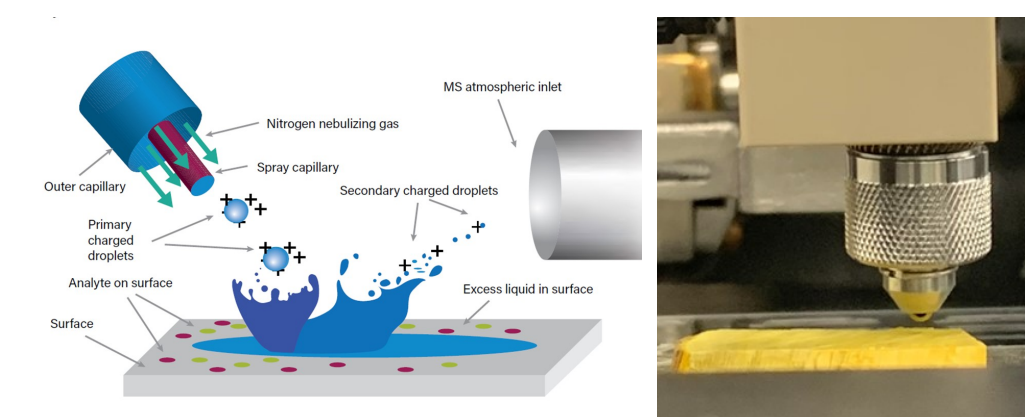 MS atmospheric inlet
Nitrogen nebulizing gas
Spray capillary
Outer capillary
Secondary charged droplets
Primary
charged
droplets
Analyte on surface
Excess liquid in surface
Surface